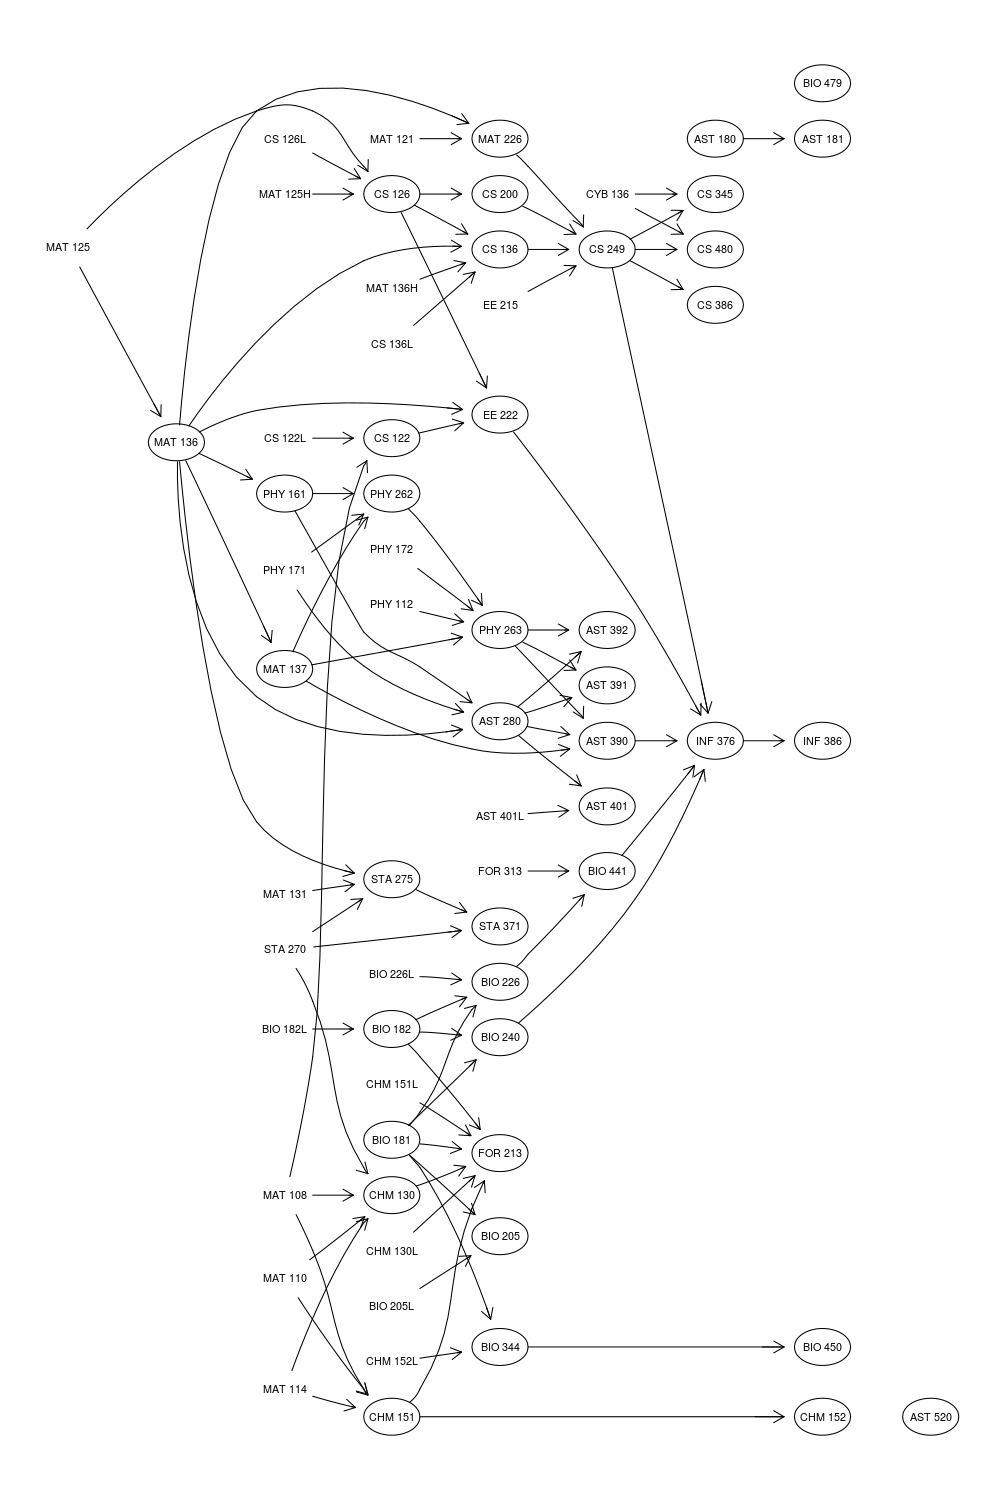 BIO 479
CS 126L
MAT 121
MAT 226
AST 180
AST 181
MAT 125H
CS 126
CS 200
CYB 136
CS 345
MAT 125
CS 136
CS 249
CS 480
MAT 136H
EE 215
CS 386
CS 136L
EE 222
MAT 136
CS 122L
CS 122
PHY 161
PHY 262
PHY 172
PHY 171
PHY 112
PHY 263
AST 392
MAT 137
AST 391
AST 280
AST 390
INF 376
INF 386
AST 401
AST 401L
FOR 313
BIO 441
STA 275
MAT 131
STA 371
STA 270
BIO 226L
BIO 226
BIO 182L
BIO 182
BIO 240
CHM 151L
BIO 181
FOR 213
MAT 108
CHM 130
BIO 205
CHM 130L
MAT 110
BIO 205L
BIO 344
BIO 450
CHM 152L
MAT 114
CHM 151
CHM 152
AST 520